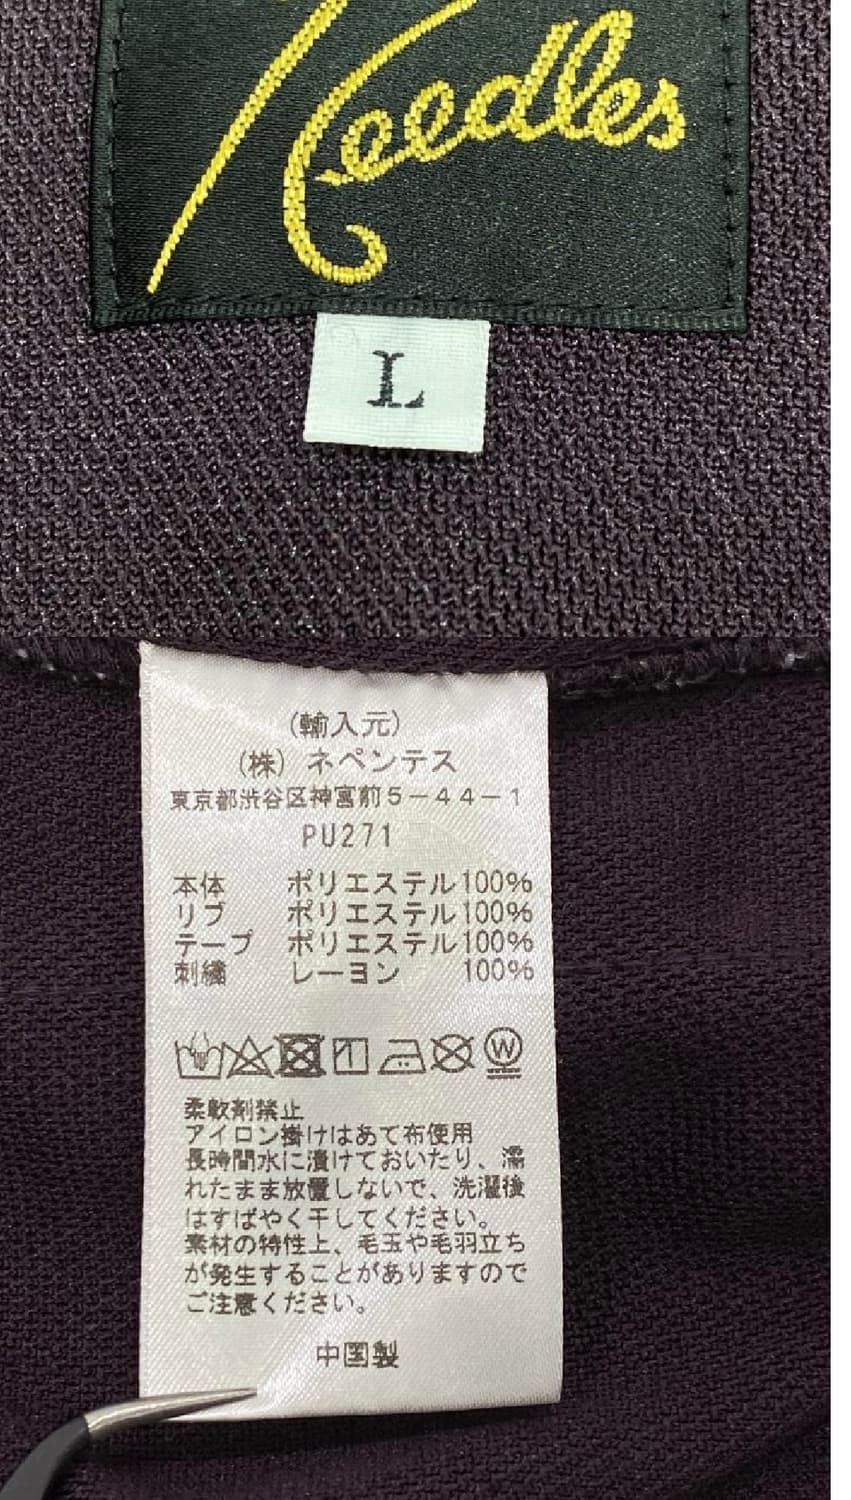 Needles
L
(輸入元)
(株) ネペンテス
東京都渋谷区神宮前5-44-1
PU271
本体 ポリエステル100%
リブ ポリエステル100%
テープ ポリエステル100%
刺繍 レーヨン 100%
W
柔軟剤禁止
アイロン掛けはあて布使用
長時間水に漬けておいたり、濡
れたまま放置しないで、洗濯後
はすばやく干してください。
素材の特性上、毛玉や毛羽立ち
が発生することがありますので
ご注意ください。
中国製